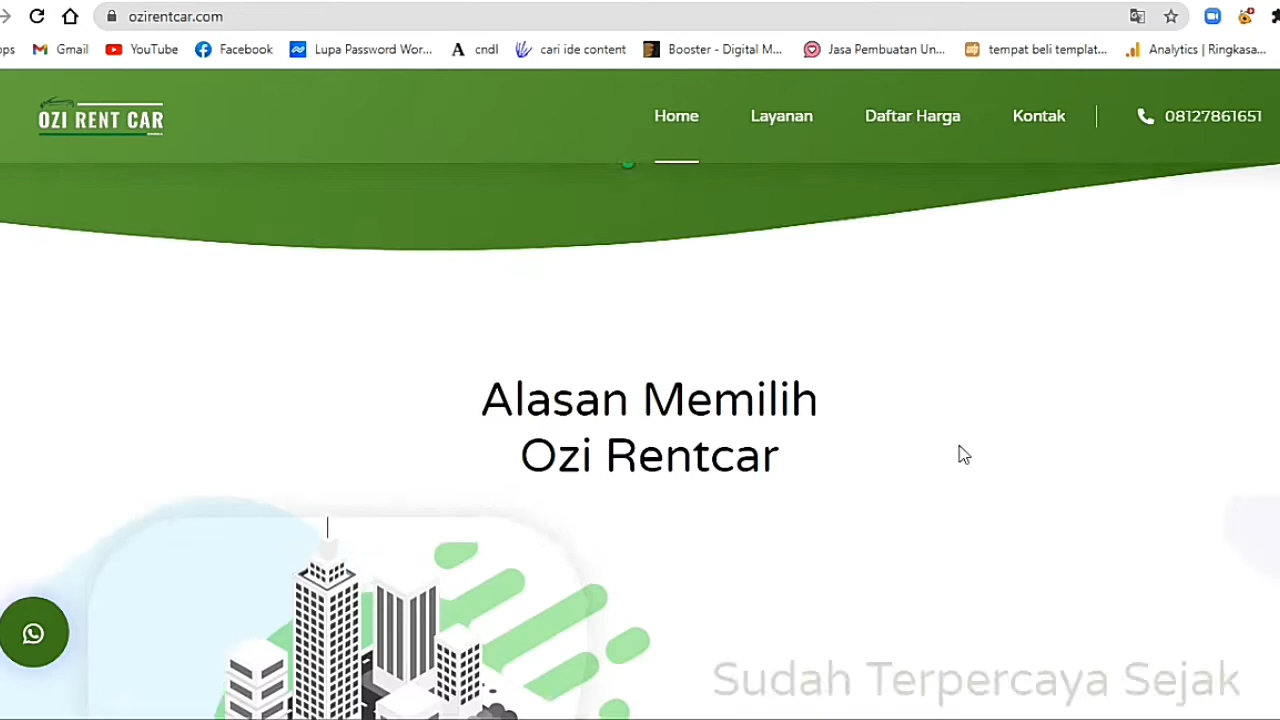 ozirentcar.com
Gmail YouTube Facebook Lupa Password Wor... cndl cari ide content Booster - Digital M... Jasa Pembuatan Un... tempat beli templat... Analytics | Ringkasa...
OZI RENT CAR
Home Layanan Daftar Harga Kontak 08127861651
Alasan Memilih
Ozi Rentcar
Sudah Terpercaya Sejak